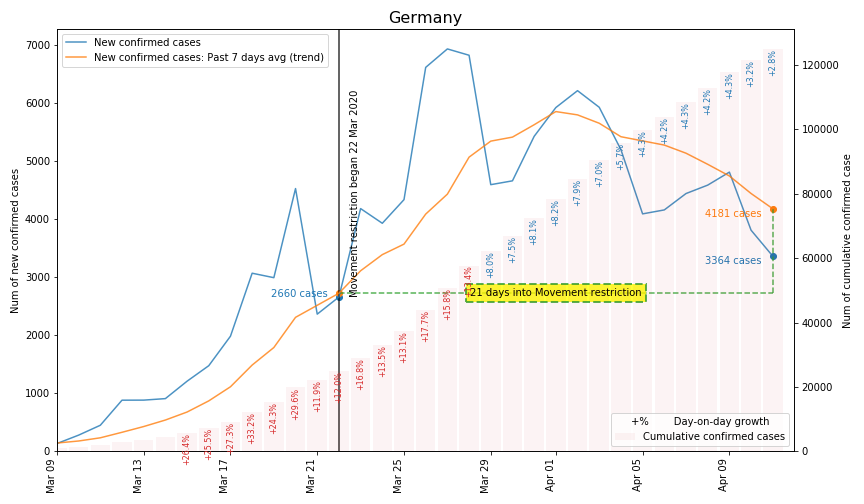 Germany
New confirmed cases
New confirmed cases: Past 7 days avg (trend)
7000
6000
5000
4000
3000
2000
1000
0
Num of new confirmed cases
120000
100000
80000
60000
40000
20000
0
Num of cumulative confirmed case
Movement restriction began 22 Mar 2020
2660 cases
21 days into Movement restriction
4181 cases
3364 cases
+26.4%
+25.5%
+27.3%
+33.2%
+24.3%
+29.6%
+11.9%
+12.0%
+16.8%
+13.5%
+13.1%
+17.7%
+15.8%
+8.0%
+7.5%
+8.1%
+8.2%
+7.9%
+7.0%
+5.7%
+4.3%
+4.2%
+4.3%
+4.2%
+4.3%
+3.2%
+2.8%
+% Day-on-day growth
Cumulative confirmed cases
Mar 09
Mar 13
Mar 17
Mar 21
Mar 25
Mar 29
Apr 01
Apr 05
Apr 09